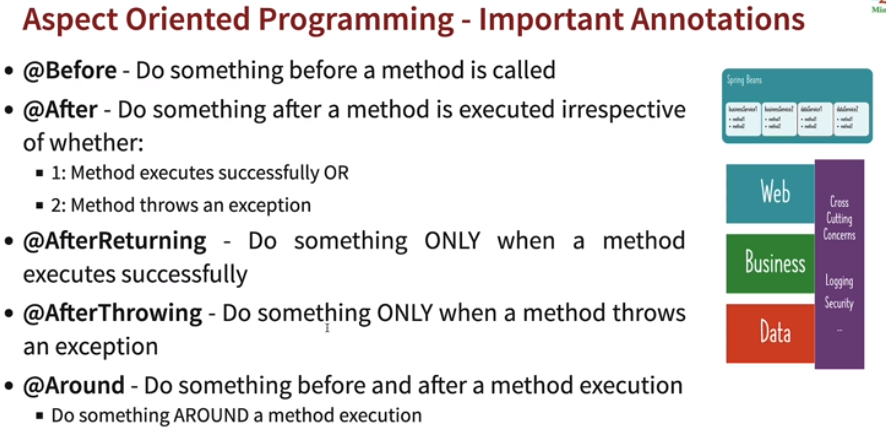 Aspect Oriented Programming - Important Annotations
• @Before - Do something before a method is called
• @After - Do something after a method is executed irrespective
of whether:
▪ 1: Method executes successfully OR
▪ 2: Method throws an exception
• @AfterReturning - Do something ONLY when a method
executes successfully
• @AfterThrowing - Do something ONLY when a method throws
an exception
• @Around - Do something before and after a method execution
▪ Do something AROUND a method execution
Spring Beans
businessService1 businessService2 dataService1 dataService2
• method1 • method1 • method1 • method1
• method2 • method2 • method2 • method2
Web
Business
Data
Cross
Cutting
Concerns
Logging
Security
...